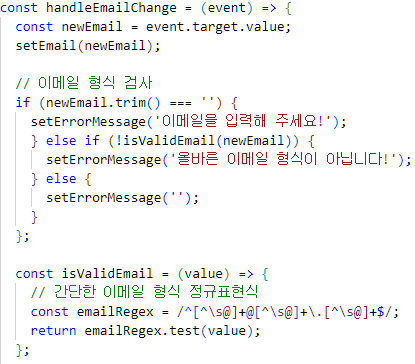 const handleEmailChange = (event) => {
  const newEmail = event.target.value;
  setEmail(newEmail);

  // 이메일 형식 검사
  if (newEmail.trim() === '') {
    setErrorMessage('이메일을 입력해 주세요!');
    } else if (!isValidEmail(newEmail)) {
      setErrorMessage('올바른 이메일 형식이 아닙니다!');
    } else {
      setErrorMessage('');
    }
  };

  const isValidEmail = (value) => {
    // 간단한 이메일 형식 정규표현식
    const emailRegex = /^[^\s@]+@[^\s@]+\.[^\s@]+$/;
    return emailRegex.test(value);
  };